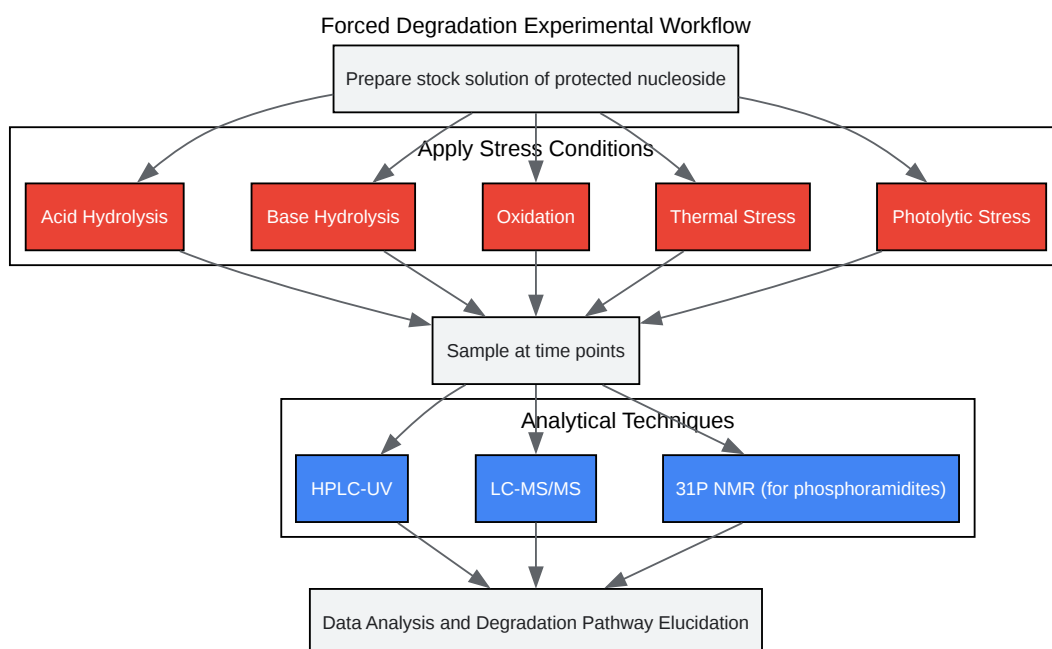 Forced Degradation Experimental Workflow
Prepare stock solution of protected nucleoside
Apply Stress Conditions
Acid Hydrolysis
Base Hydrolysis
Oxidation
Thermal Stress
Photolytic Stress
Sample at time points
Analytical Techniques
HPLC-UV
LC-MS/MS
31P NMR (for phosphoramidites)
Data Analysis and Degradation Pathway Elucidation